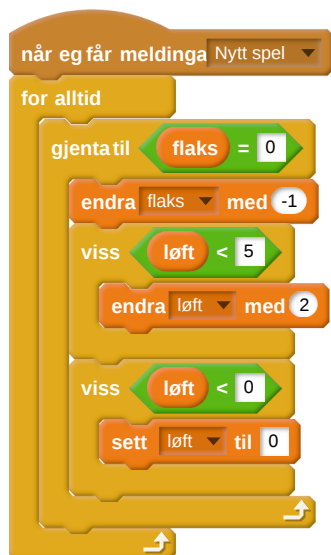 når eg får meldinga Nytt spel
for alltid
gjenta til flaks = 0
endra flaks med -1
viss løft < 5
endra løft med 2
viss løft < 0
sett løft til 0